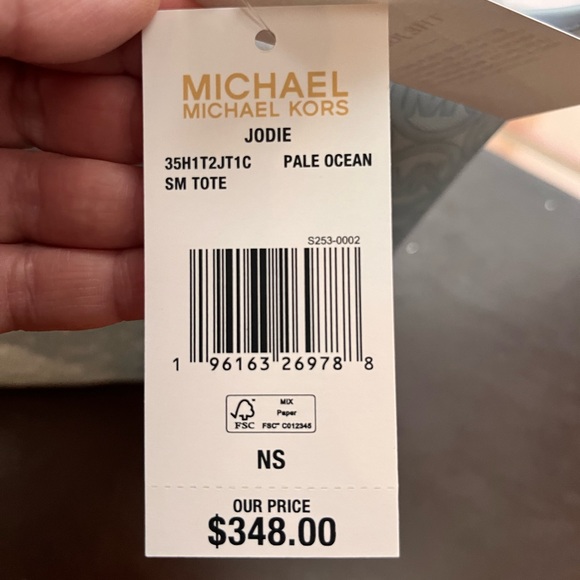 MICHAEL
MICHAEL KORS
JODIE
35H1T2JT1C PALE OCEAN
SM TOTE
S253-0002
1 96163 26978 8
FSC
MIX
Paper
FSC™ C012345
NS
OUR PRICE
$348.00